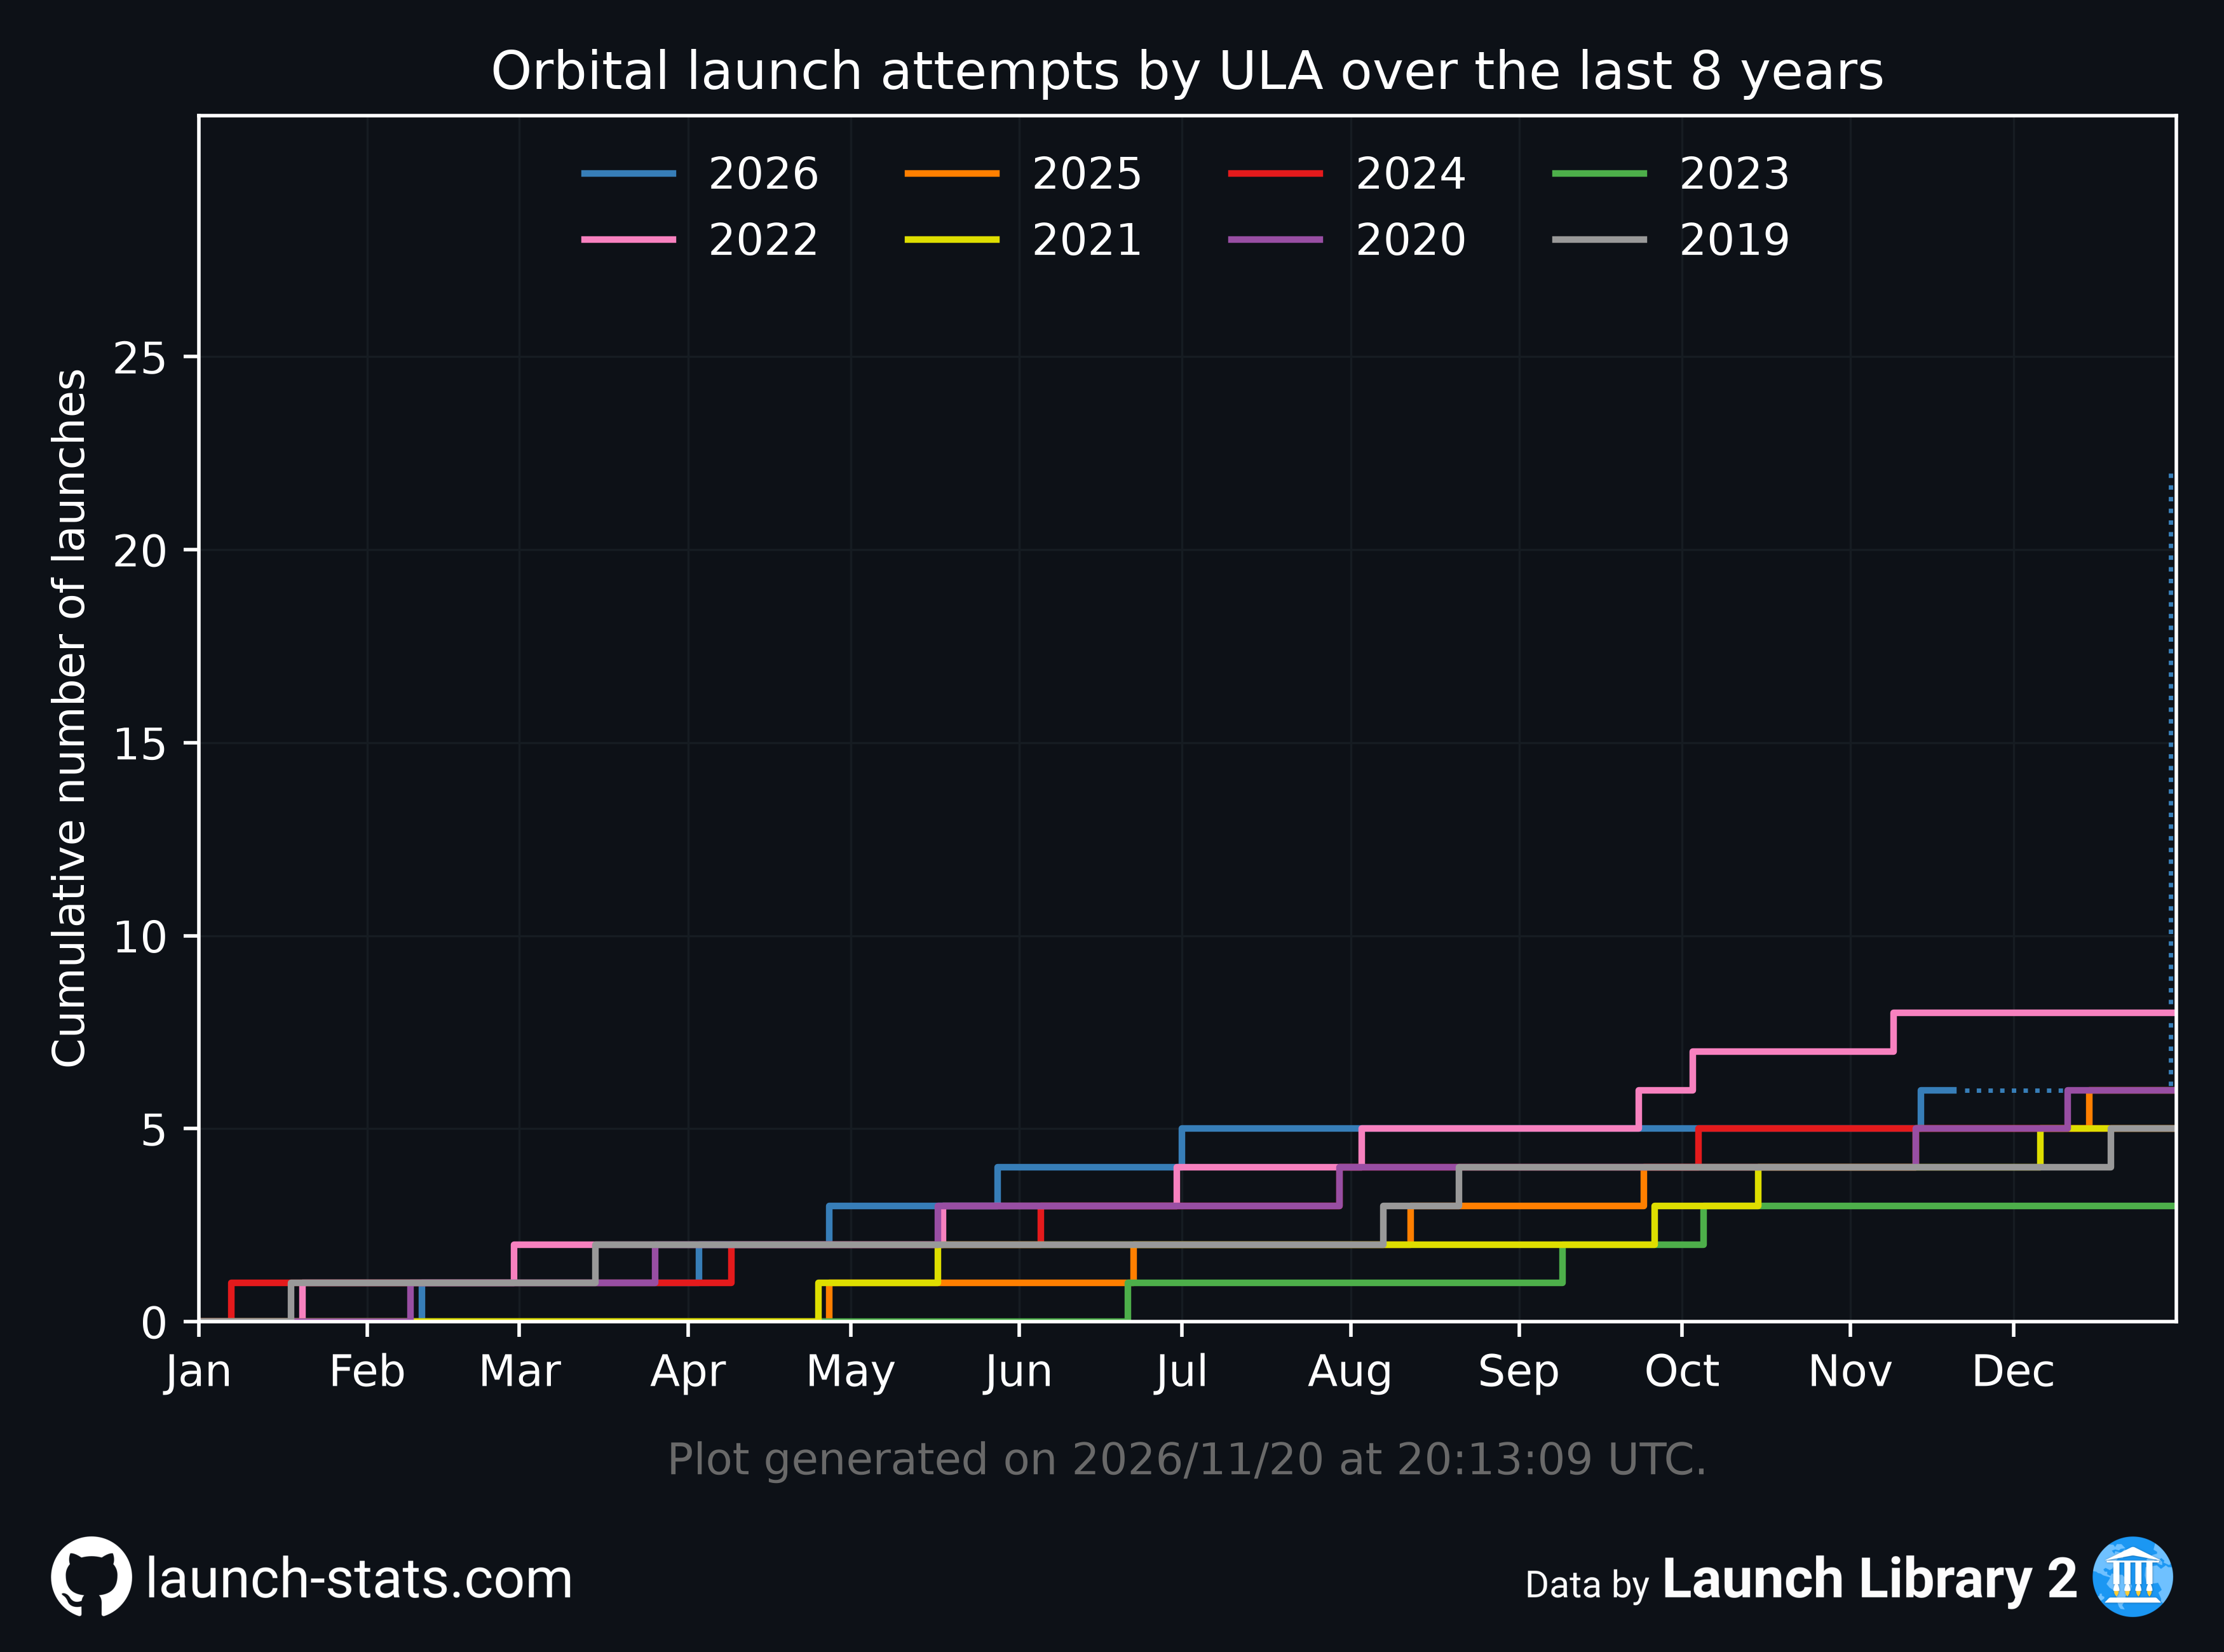 Orbital launch attempts by ULA over the last 8 years
2026 2025 2024 2023
2022 2021 2020 2019
Cumulative number of launches
25
20
15
10
5
0
Jan Feb Mar Apr May Jun Jul Aug Sep Oct Nov Dec
Plot generated on 2026/11/20 at 20:13:09 UTC.
launch-stats.com
Data by Launch Library 2